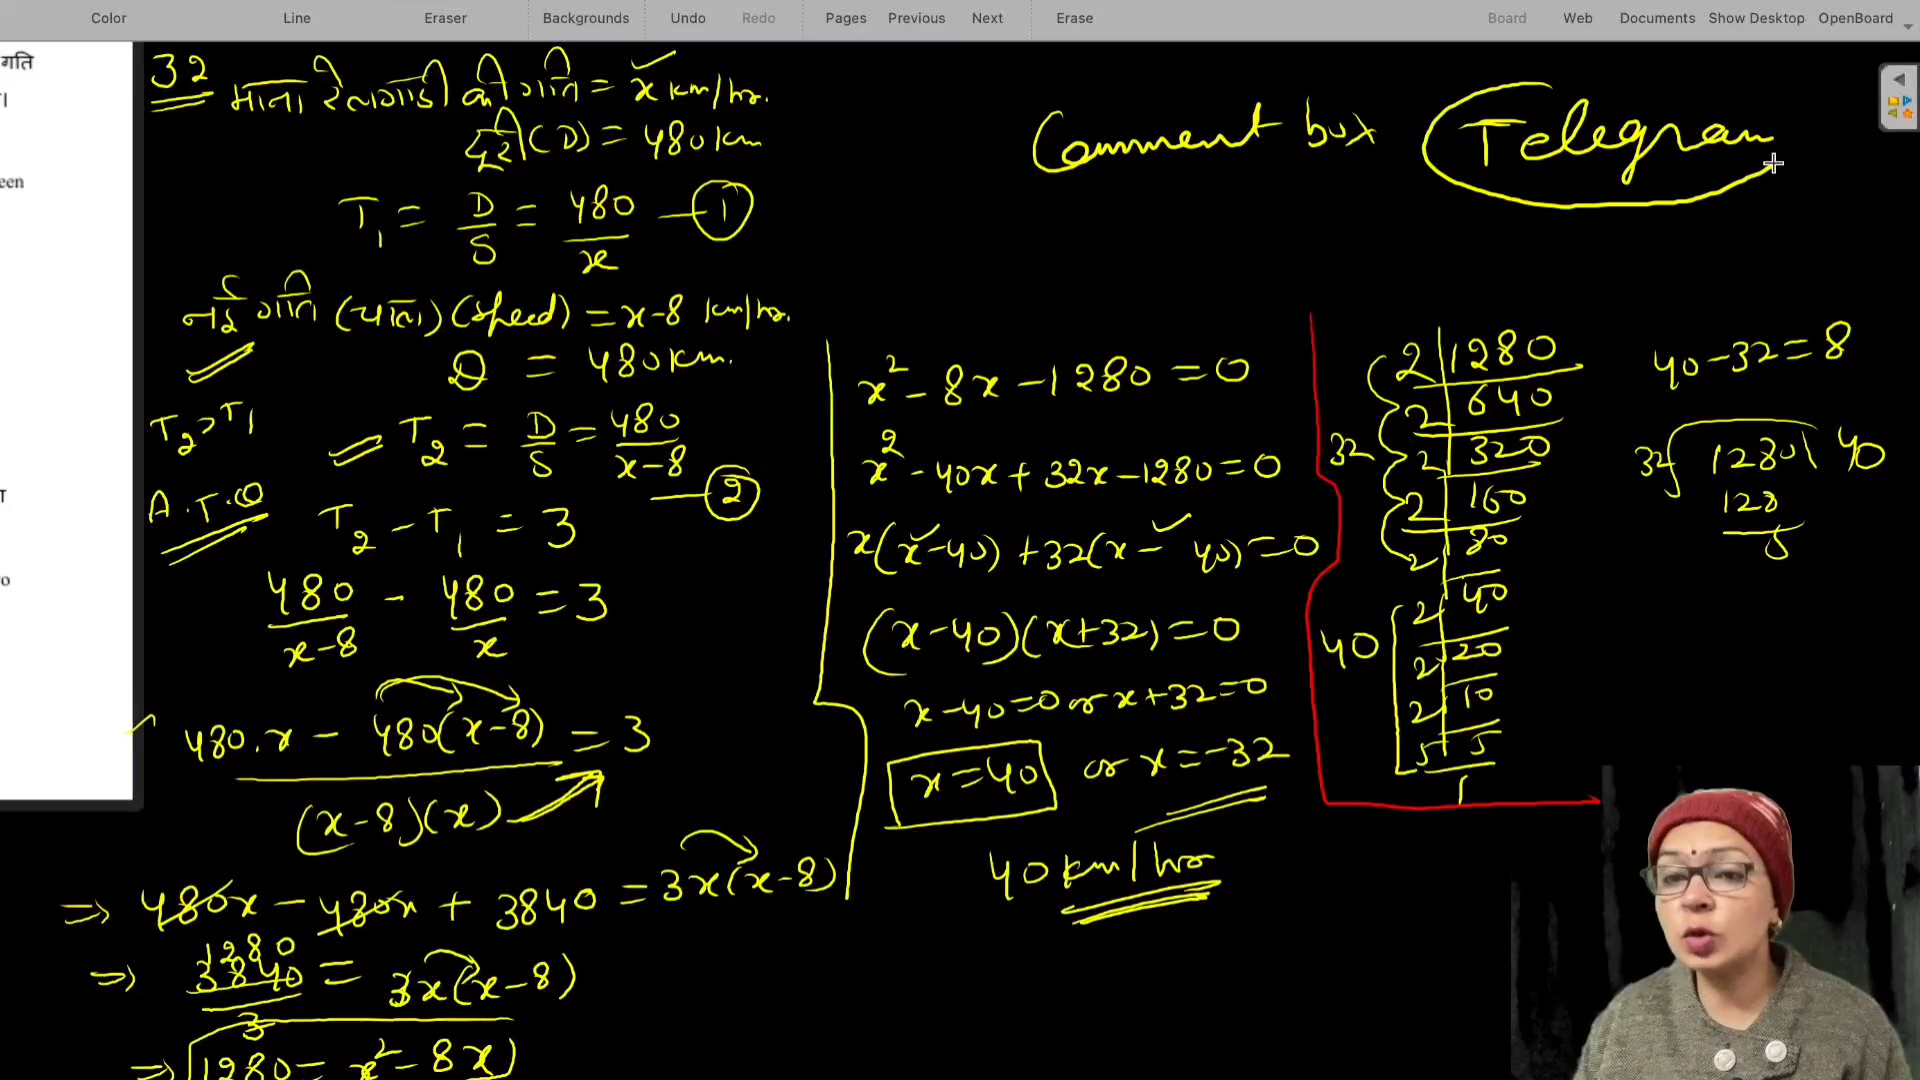 Color Line Eraser Backgrounds Undo Redo Pages Previous Next Erase Board Web Documents Show Desktop OpenBoard
गति
een
T
32 माना रेलगाड़ी की गति = x km/hr.
दूरी (D) = 480 km
T₁ = D/S = 480/x — ①
नई गति (चाल) (speed) = x-8 km/hr.
D = 480 km.
T₂ > T₁
T₂ = D/S = 480/x-8 — ②
A.T.Q
T₂ - T₁ = 3
480/x-8 - 480/x = 3
480.x - 480(x-8) = 3
(x-8)(x)
⇒ 480x - 480x + 3840 = 3x(x-8)
1280
⇒ 3840 = 3x(x-8)
3
⇒ 1280 = x² - 8x
x² - 8x - 1280 = 0
x² - 40x + 32x - 1280 = 0
x(x-40) + 32(x-40) = 0
(x-40)(x+32) = 0
x-40=0 or x+32=0
x = 40 or x = -32
40 km/hr
Comment box Telegram
2 1280
2 640
32 2 320
2 160
2 80
2 40
40 2 20
2 10
5 5
1
40-32=8
32 1280 40
128